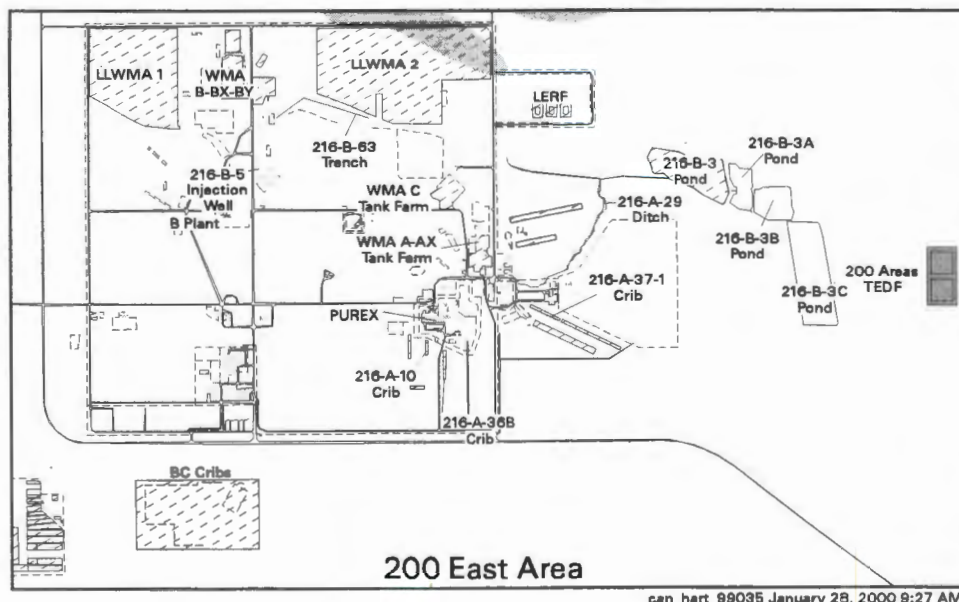 LLWMA 1
WMA
B-BX-BY
LLWMA 2
LERF
216-B-63
Trench
216-B-3
Pond
216-B-3A
Pond
216-B-5
Injection
Well
B Plant
WMA C
Tank Farm
216-A-29
Ditch
WMA A-AX
Tank Farm
216-B-3B
Pond
200 Areas
TEDF
216-A-37-1
Crib
216-B-3C
Pond
PUREX
216-A-10
Crib
216-A-36B
Crib
BC Cribs
200 East Area
can_hart_99035 January 28, 2000 9:27 AM